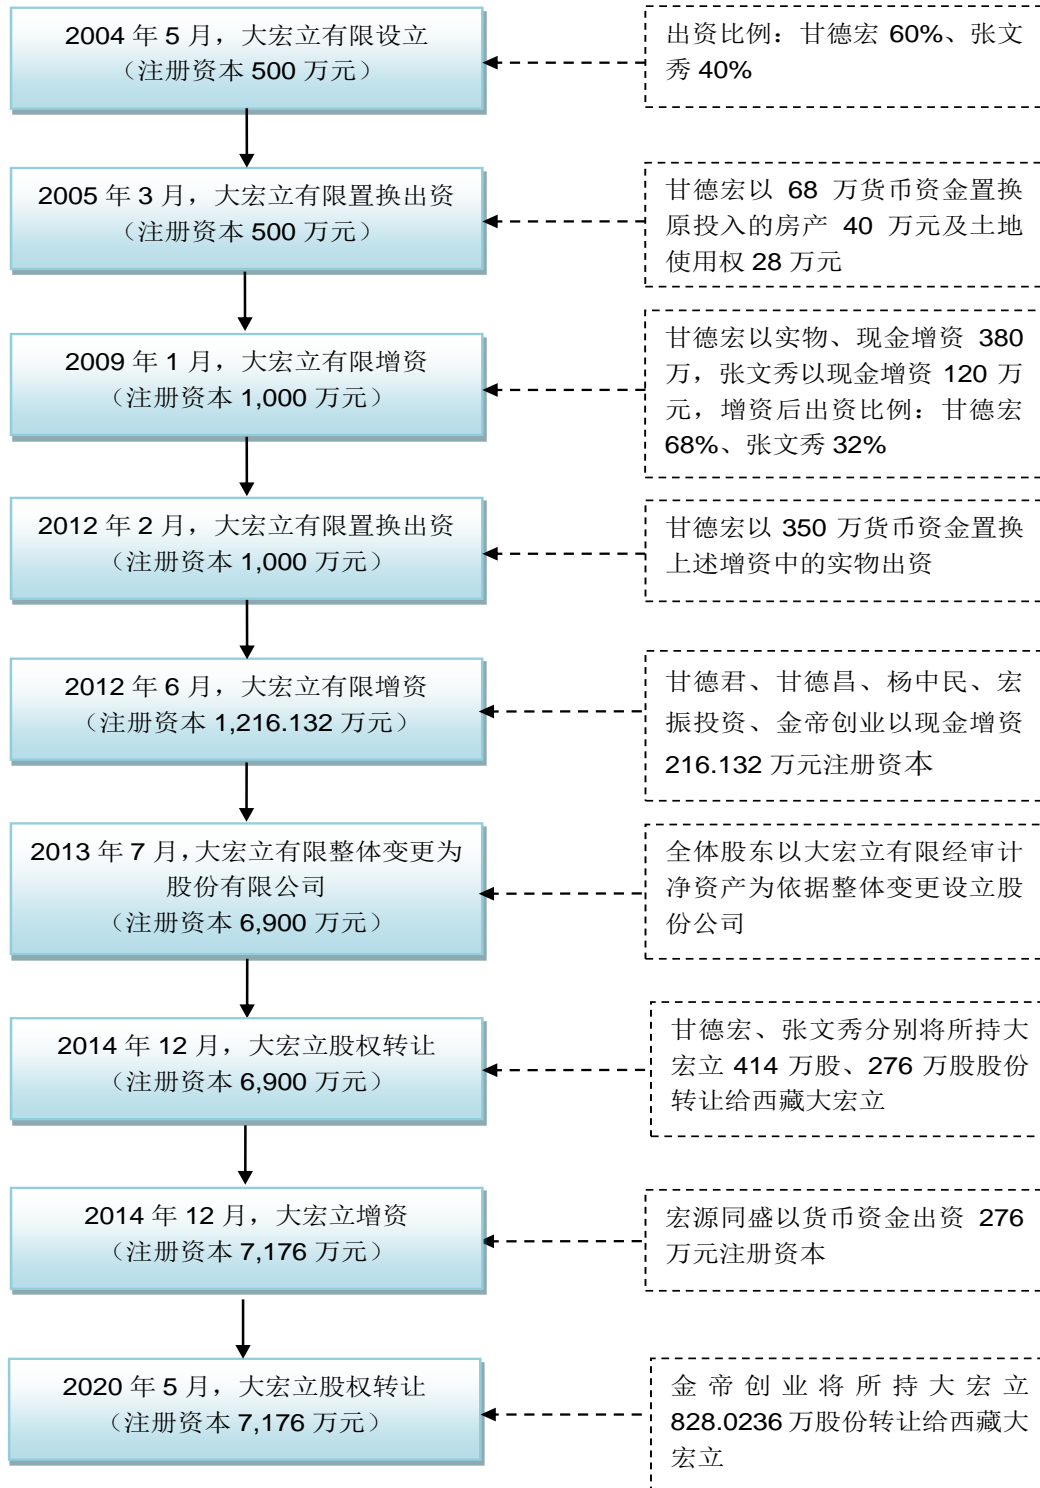 2004 年 5 月，大宏立有限设立
（注册资本 500 万元）
出资比例：甘德宏 60%、张文
秀 40%
2005 年 3 月，大宏立有限置换出资
（注册资本 500 万元）
甘德宏以 68 万货币资金置换
原投入的房产 40 万元及土地
使用权 28 万元
2009 年 1 月，大宏立有限增资
（注册资本 1,000 万元）
甘德宏以实物、现金增资 380
万，张文秀以现金增资 120 万
元，增资后出资比例：甘德宏
68%、张文秀 32%
2012 年 2 月，大宏立有限置换出资
（注册资本 1,000 万元）
甘德宏以 350 万货币资金置换
上述增资中的实物出资
2012 年 6 月，大宏立有限增资
（注册资本 1,216.132 万元）
甘德君、甘德昌、杨中民、宏
振投资、金帝创业以现金增资
216.132 万元注册资本
2013 年 7 月，大宏立有限整体变更为
股份有限公司
（注册资本 6,900 万元）
全体股东以大宏立有限经审计
净资产为依据整体变更设立股
份公司
2014 年 12 月，大宏立股权转让
（注册资本 6,900 万元）
甘德宏、张文秀分别将所持大
宏立 414 万股、276 万股股份
转让给西藏大宏立
2014 年 12 月，大宏立增资
（注册资本 7,176 万元）
宏源同盛以货币资金出资 276
万元注册资本
2020 年 5 月，大宏立股权转让
（注册资本 7,176 万元）
金帝创业将所持大宏立
828.0236 万股份转让给西藏大
宏立